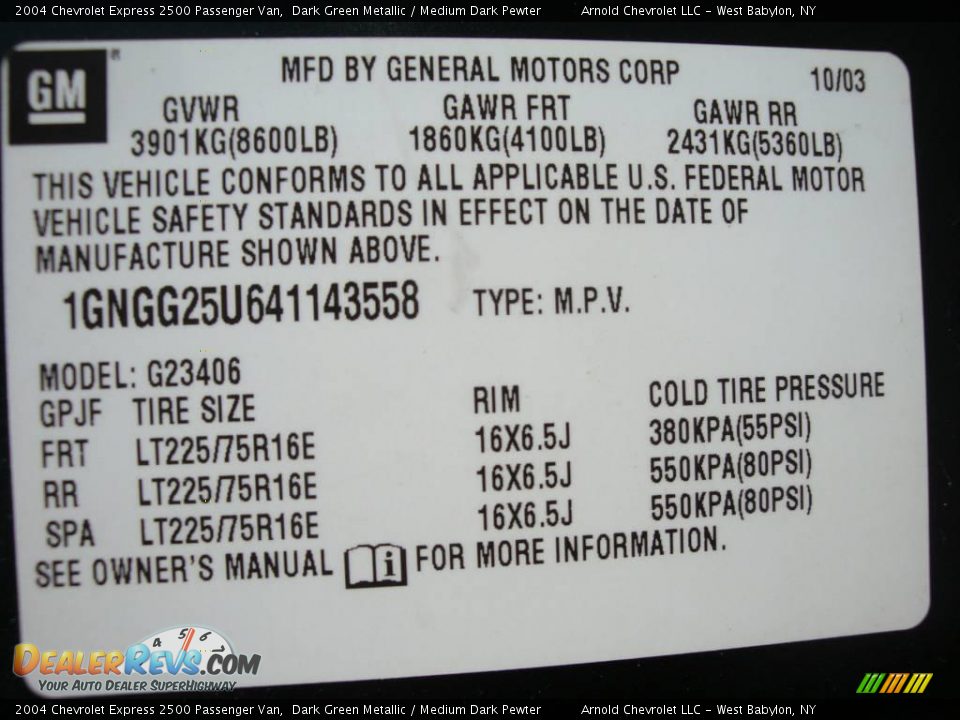 2004 Chevrolet Express 2500 Passenger Van, Dark Green Metallic / Medium Dark Pewter Arnold Chevrolet LLC - West Babylon, NY
GM ®
MFD BY GENERAL MOTORS CORP 10/03
GVWR GAWR FRT GAWR RR
3901KG(8600LB) 1860KG(4100LB) 2431KG(5360LB)
THIS VEHICLE CONFORMS TO ALL APPLICABLE U.S. FEDERAL MOTOR
VEHICLE SAFETY STANDARDS IN EFFECT ON THE DATE OF
MANUFACTURE SHOWN ABOVE.
1GNGG25U641143558 TYPE: M.P.V.
MODEL: G23406
GPJF TIRE SIZE RIM COLD TIRE PRESSURE
FRT LT225/75R16E 16X6.5J 380KPA(55PSI)
RR LT225/75R16E 16X6.5J 550KPA(80PSI)
SPA LT225/75R16E 16X6.5J 550KPA(80PSI)
SEE OWNER'S MANUAL i FOR MORE INFORMATION.
4 5 6 7
DEALERREVS.COM
YOUR AUTO DEALER SUPERHIGHWAY
2004 Chevrolet Express 2500 Passenger Van, Dark Green Metallic / Medium Dark Pewter Arnold Chevrolet LLC - West Babylon, NY